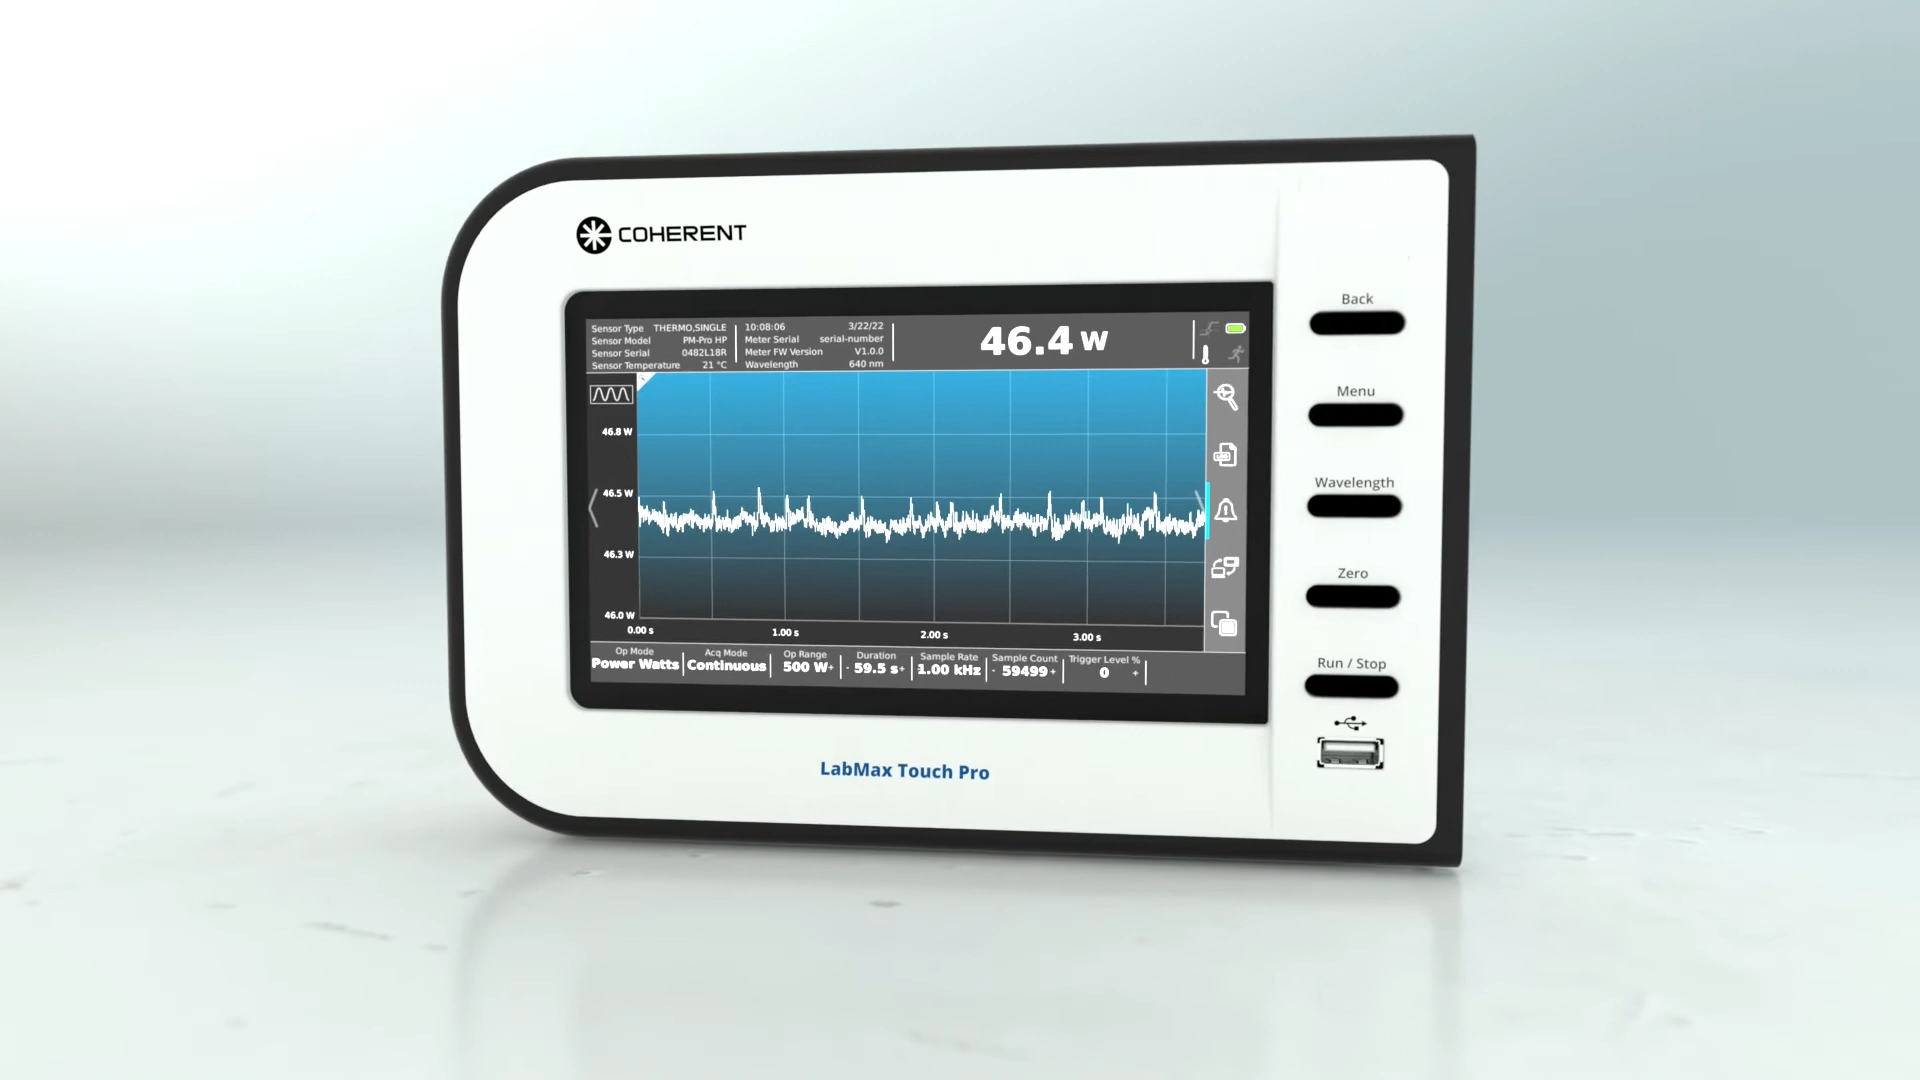 COHERENT
Sensor Type THERMO,SINGLE
Sensor Model PM-Pro HP
Sensor Serial 0482L18R
Sensor Temperature 21 °C
10:08:06 3/22/22
Meter Serial serial-number
Meter FW Version V1.0.0
Wavelength 640 nm
46.4 W
46.8 W
46.5 W
46.3 W
46.0 W
0.00 s 1.00 s 2.00 s 3.00 s
Op Mode
Power Watts
Acq Mode
Continuous
Op Range
500 W+
Duration
- 59.5 s+
Sample Rate
1.00 kHz
Sample Count
- 59499 +
Trigger Level %
0 +
Back
Menu
Wavelength
Zero
Run / Stop
LabMax Touch Pro